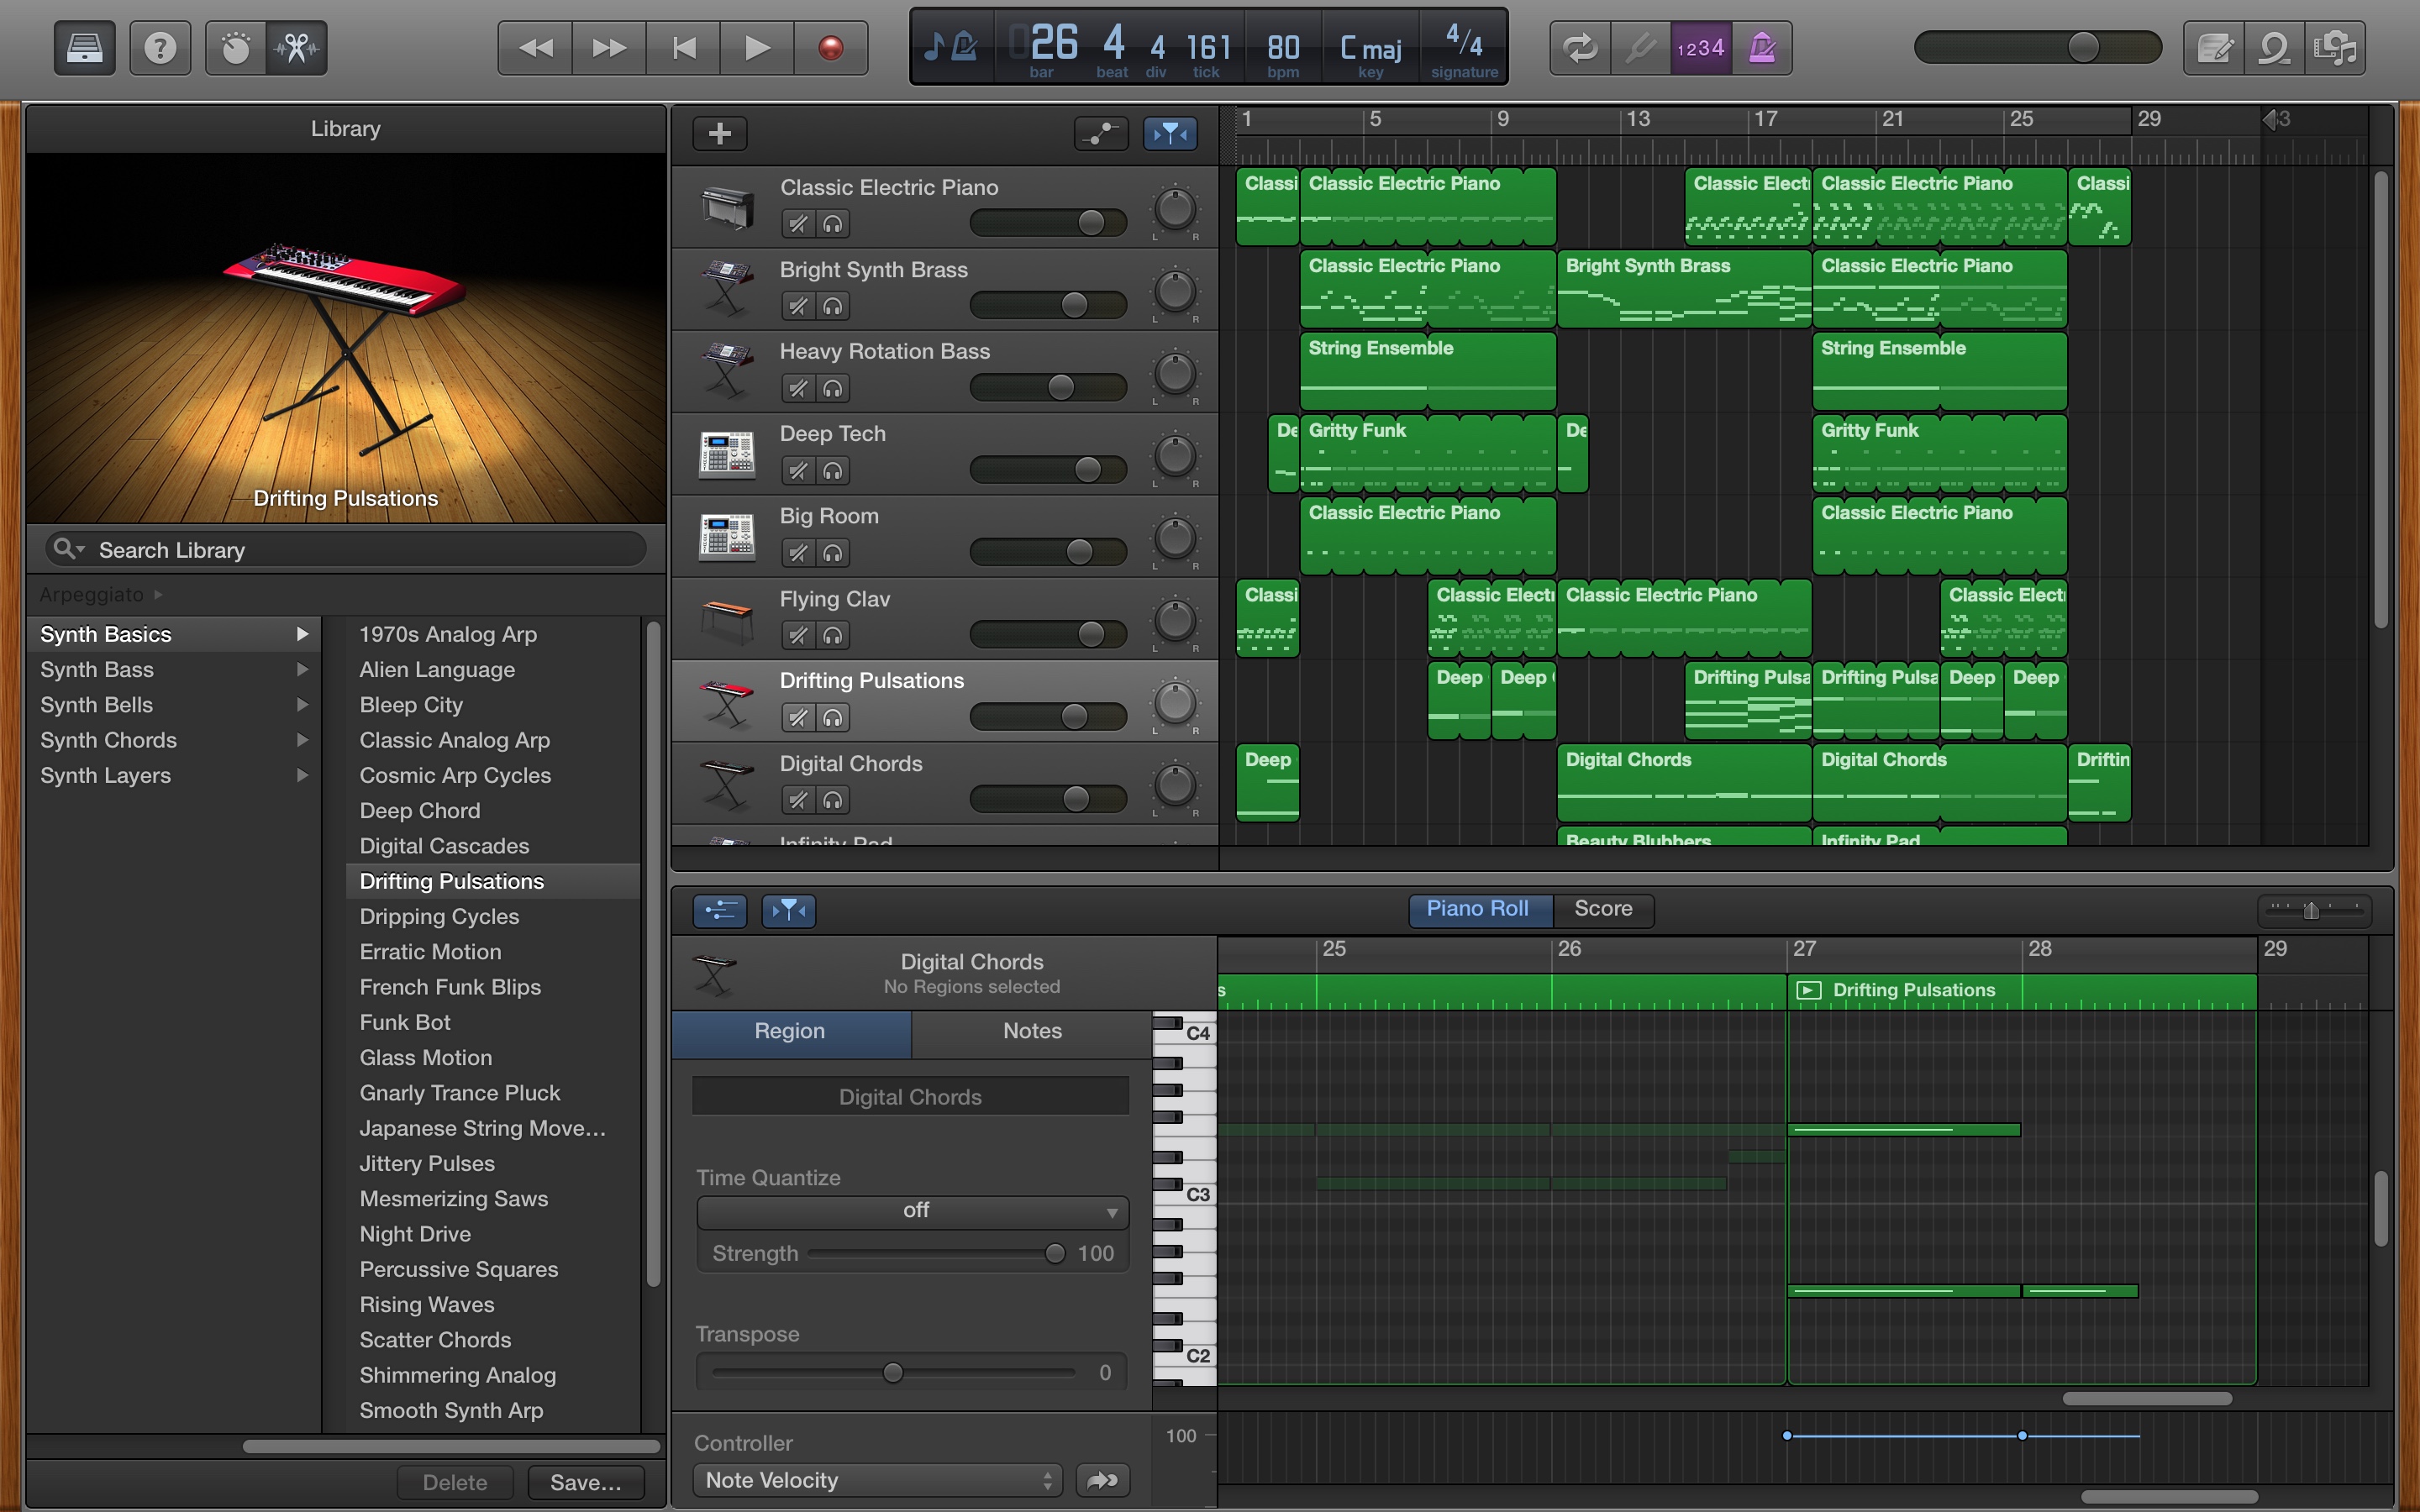 1234
26 4 4 161 80 C maj 4/4
bar beat div tick bpm key signature
Library
Drifting Pulsations
Search Library
Arpeggiato
Synth Basics
Synth Bass
Synth Bells
Synth Chords
Synth Layers
1970s Analog Arp
Alien Language
Bleep City
Classic Analog Arp
Cosmic Arp Cycles
Deep Chord
Digital Cascades
Drifting Pulsations
Dripping Cycles
Erratic Motion
French Funk Blips
Funk Bot
Glass Motion
Gnarly Trance Pluck
Japanese String Move...
Jittery Pulses
Mesmerizing Saws
Night Drive
Percussive Squares
Rising Waves
Scatter Chords
Shimmering Analog
Smooth Synth Arp
Delete Save...
1 5 9 13 17 21 25 29
Classic Electric Piano
L R
Classi Classic Electric Piano Classic Elect Classic Electric Piano Classi
Bright Synth Brass
L R
Classic Electric Piano Bright Synth Brass Classic Electric Piano
Heavy Rotation Bass
L R
String Ensemble String Ensemble
Deep Tech
L R
De Gritty Funk De Gritty Funk
Big Room
L R
Classic Electric Piano Classic Electric Piano
Flying Clav
L R
Classi Classic Elect Classic Electric Piano Classic Elect
Drifting Pulsations
L R
Deep Deep Drifting Pulsa Drifting Pulsa Deep Deep
Digital Chords
L R
Deep Digital Chords Digital Chords Driftin
Infinity Pad
Beauty Blubbers Infinity Pad
Piano Roll Score
Digital Chords
No Regions selected
25 26 27 28 29
s Drifting Pulsations
Region Notes
Digital Chords
Time Quantize
off
Strength 100
Transpose
0
C4
C3
C2
Controller
Note Velocity
100